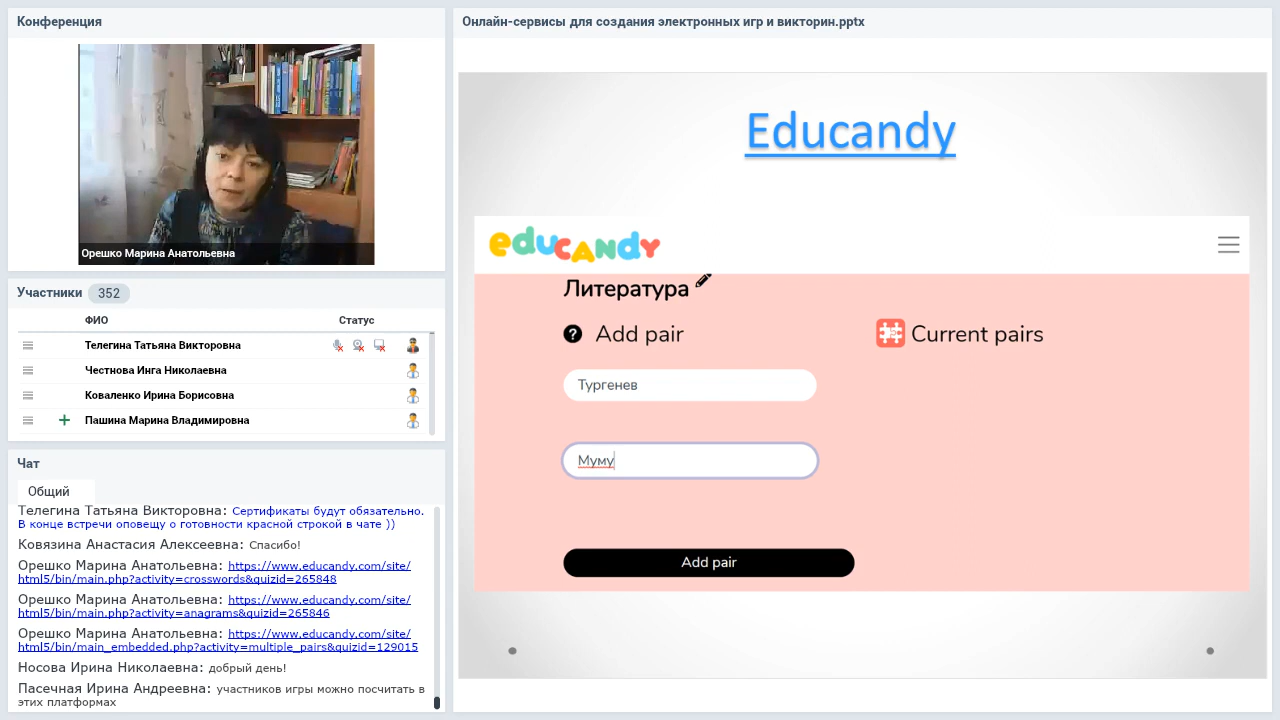 Конференция
Орешко Марина Анатольевна
Участники 352
ФИО Статус
Телегина Татьяна Викторовна
Честнова Инга Николаевна
Коваленко Ирина Борисовна
Пашина Марина Владимировна
Чат
Общий
Телегина Татьяна Викторовна: Сертификаты будут обязательно.
В конце встречи оповещу о готовности красной строкой в чате ))
Ковязина Анастасия Алексеевна: Спасибо!
Орешко Марина Анатольевна: https://www.educandy.com/site/
html5/bin/main.php?activity=crosswords&quizid=265848
Орешко Марина Анатольевна: https://www.educandy.com/site/
html5/bin/main.php?activity=anagrams&quizid=265846
Орешко Марина Анатольевна: https://www.educandy.com/site/
html5/bin/main_embedded.php?activity=multiple_pairs&quizid=129015
Носова Ирина Николаевна: добрый день!
Пасечная Ирина Андреевна: участников игры можно посчитать в
этих платформах
Онлайн-сервисы для создания электронных игр и викторин.pptx
Educandy
educandy
Литература
Add pair
Current pairs
Тургенев
Муму
Add pair